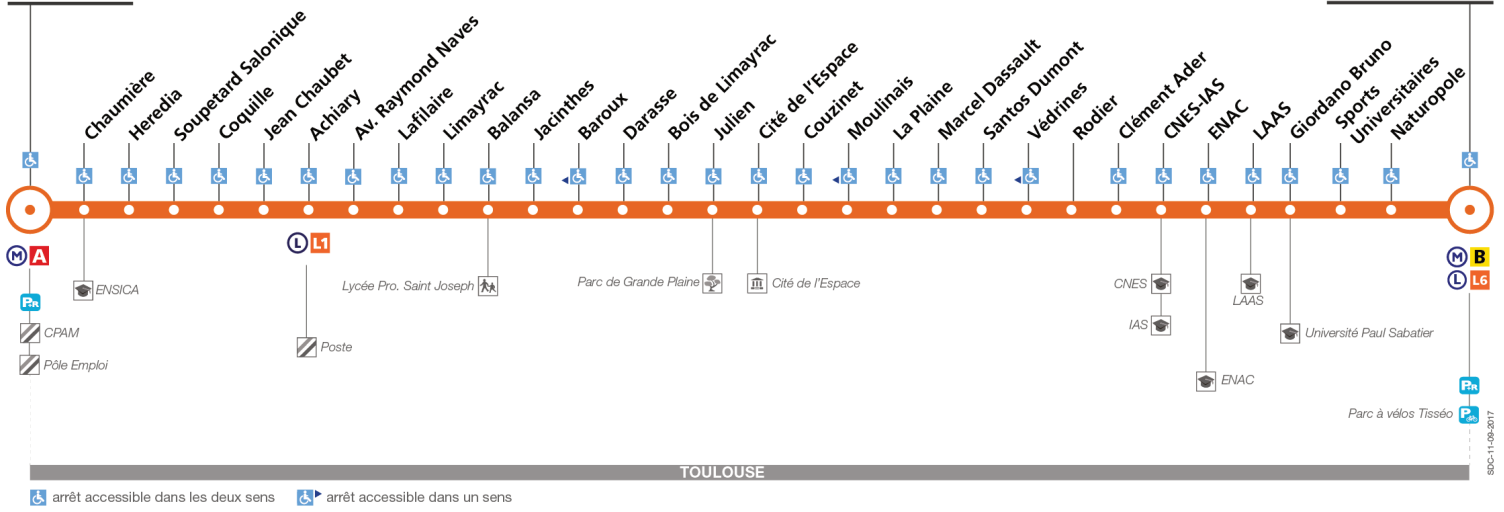 Chaumière
Heredia
Soupetard Salonique
Coquille
Jean Chaubet
Achiary
Av. Raymond Naves
Lafilaire
Limayrac
Balansa
Jacinthes
Baroux
Darasse
Bois de Limayrac
Julien
Cité de l'Espace
Couzinet
Moulinais
La Plaine
Marcel Dassault
Santos Dumont
Védrines
Rodier
Clément Ader
CNES-IAS
ENAC
LAAS
Giordano Bruno
Sports
Universitaires
Naturopole
M A
P+R
CPAM
Pôle Emploi
ENSICA
L L1
Poste
Lycée Pro. Saint Joseph
Parc de Grande Plaine
Cité de l'Espace
CNES
IAS
ENAC
LAAS
Université Paul Sabatier
M B
L L6
P+R
Parc à vélos Tisséo P
SDC-11-09-2017
TOULOUSE
arrêt accessible dans les deux sens
arrêt accessible dans un sens